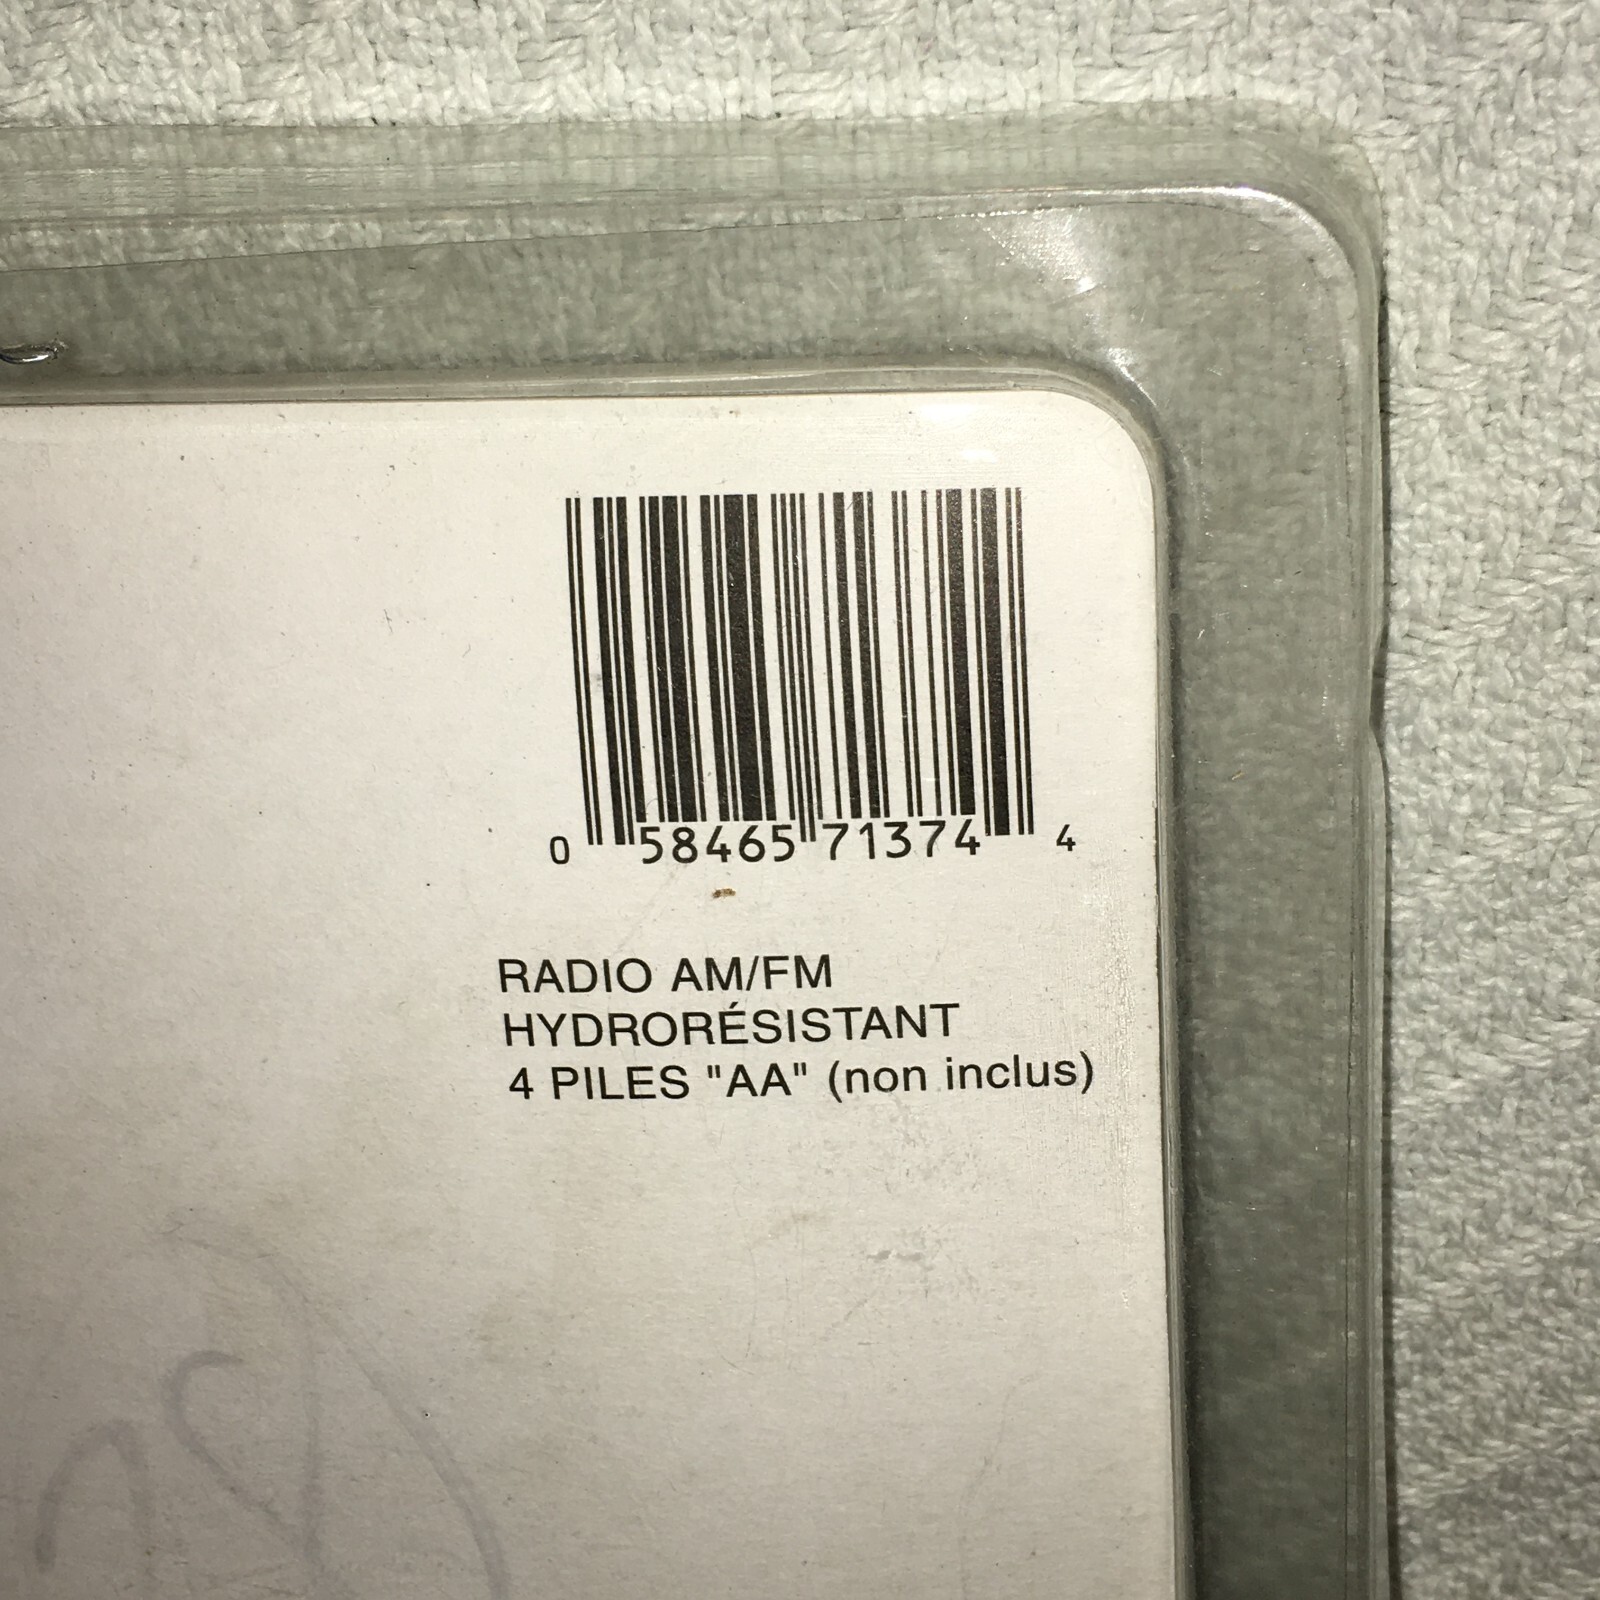 0 58465 71374 4
RADIO AM/FM
HYDRORÉSISTANT
4 PILES "AA" (non inclus)